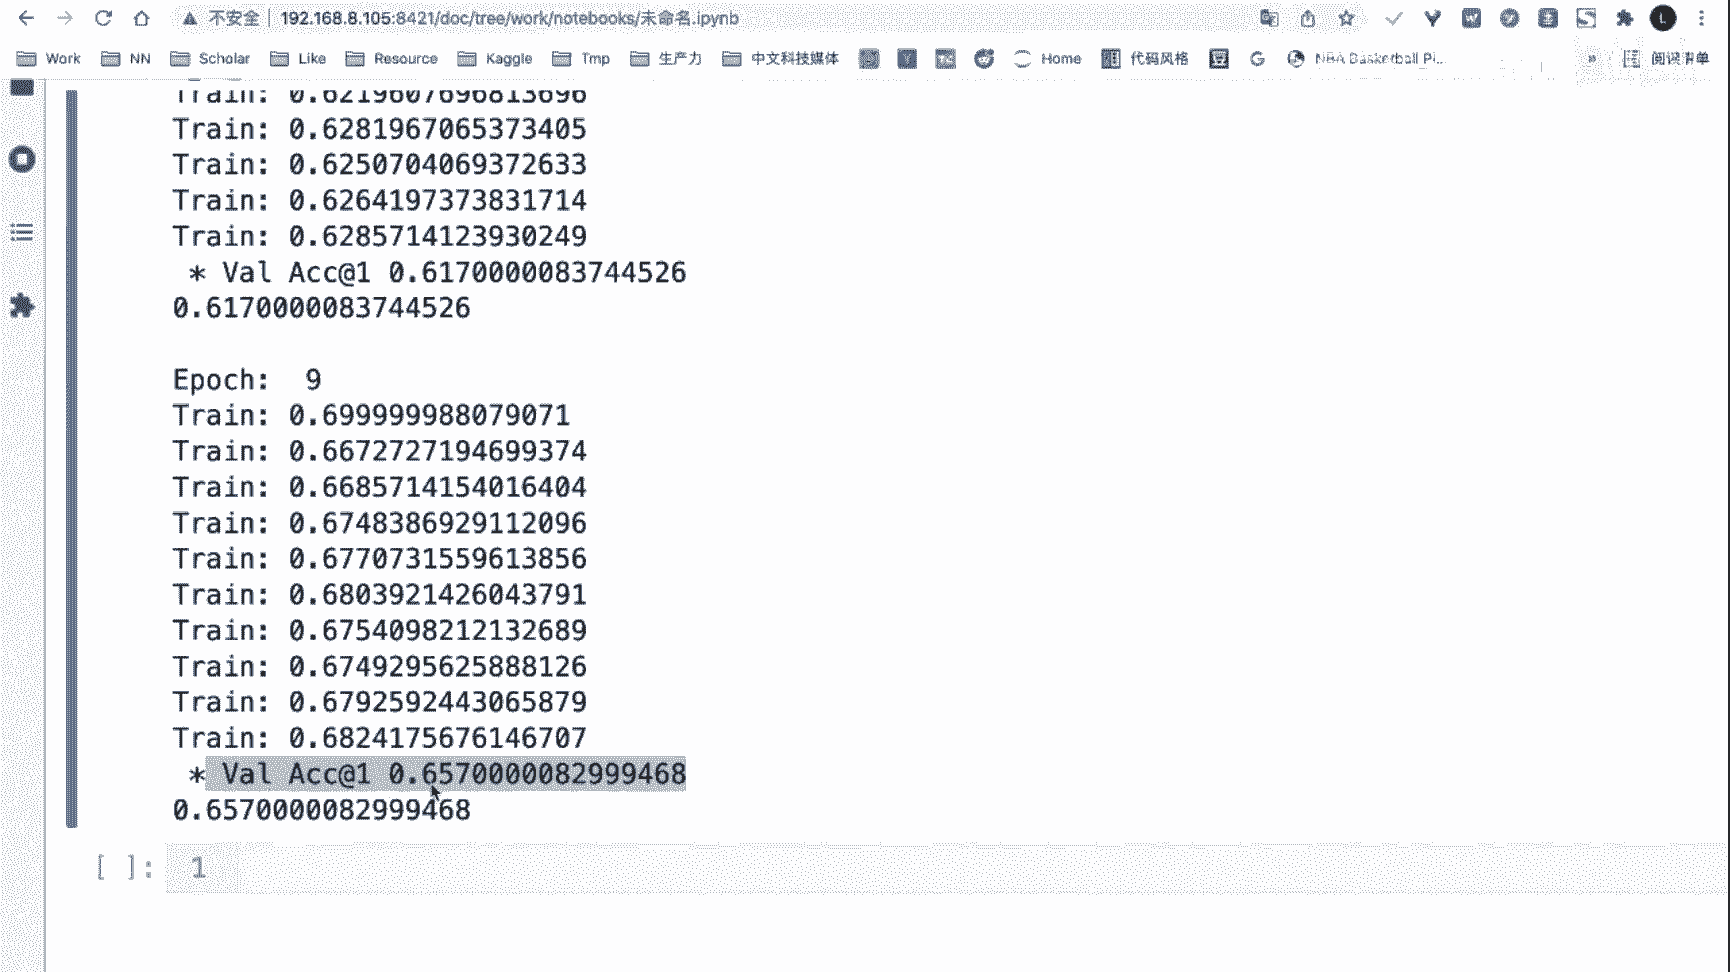 不安全 | 192.168.8.105:8421/doc/tree/work/notebooks/未命名.ipynb
L
Work NN Scholar Like Resource Kaggle Tmp 生产力 中文科技媒体 Home 代码风格 G NBA Basketball Pi... » 阅读清单
Train: 0.6219607696813696
Train: 0.6281967065373405
Train: 0.6250704069372633
Train: 0.6264197373831714
Train: 0.6285714123930249
* Val Acc@1 0.6170000083744526
0.6170000083744526
Epoch: 9
Train: 0.699999988079071
Train: 0.6672727194699374
Train: 0.6685714154016404
Train: 0.6748386929112096
Train: 0.6770731559613856
Train: 0.6803921426043791
Train: 0.6754098212132689
Train: 0.6749295625888126
Train: 0.6792592443065879
Train: 0.6824175676146707
* Val Acc@1 0.6570000082999468
0.6570000082999468
[ ]: 1